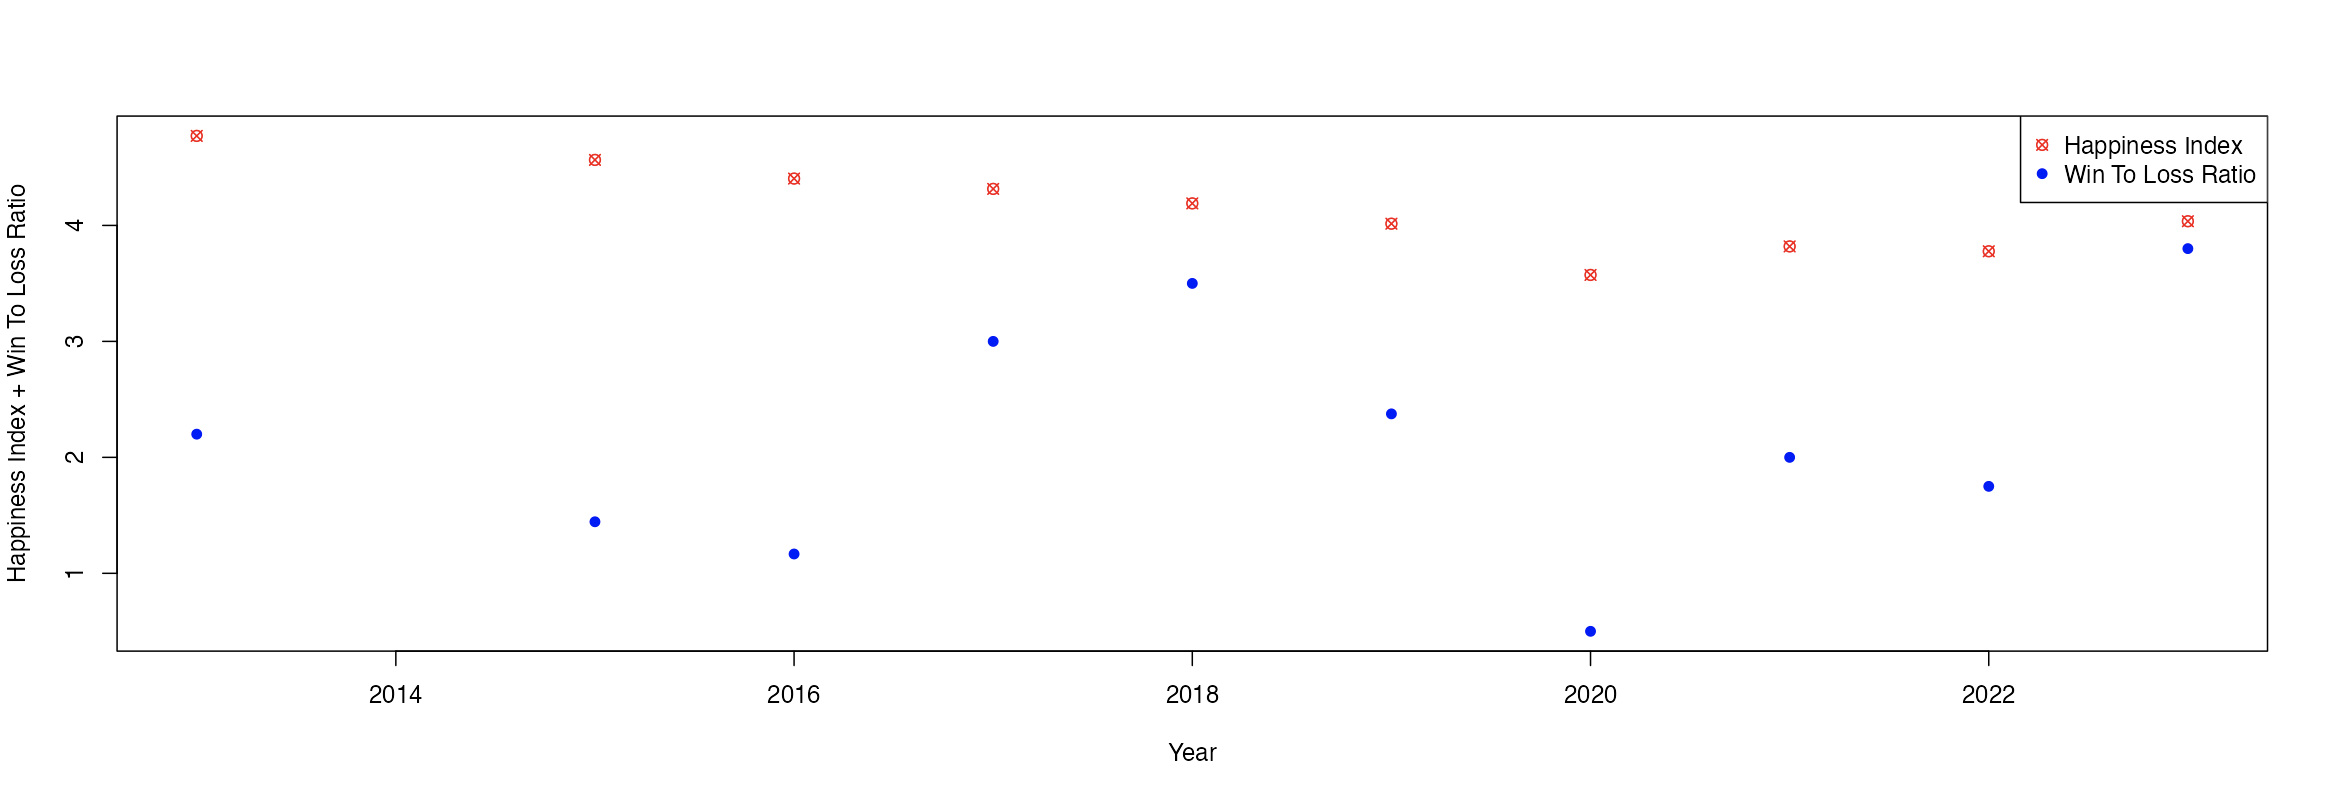 Happiness Index
Win To Loss Ratio
Happiness Index + Win To Loss Ratio
4
3
2
1
2014 2016 2018 2020 2022
Year